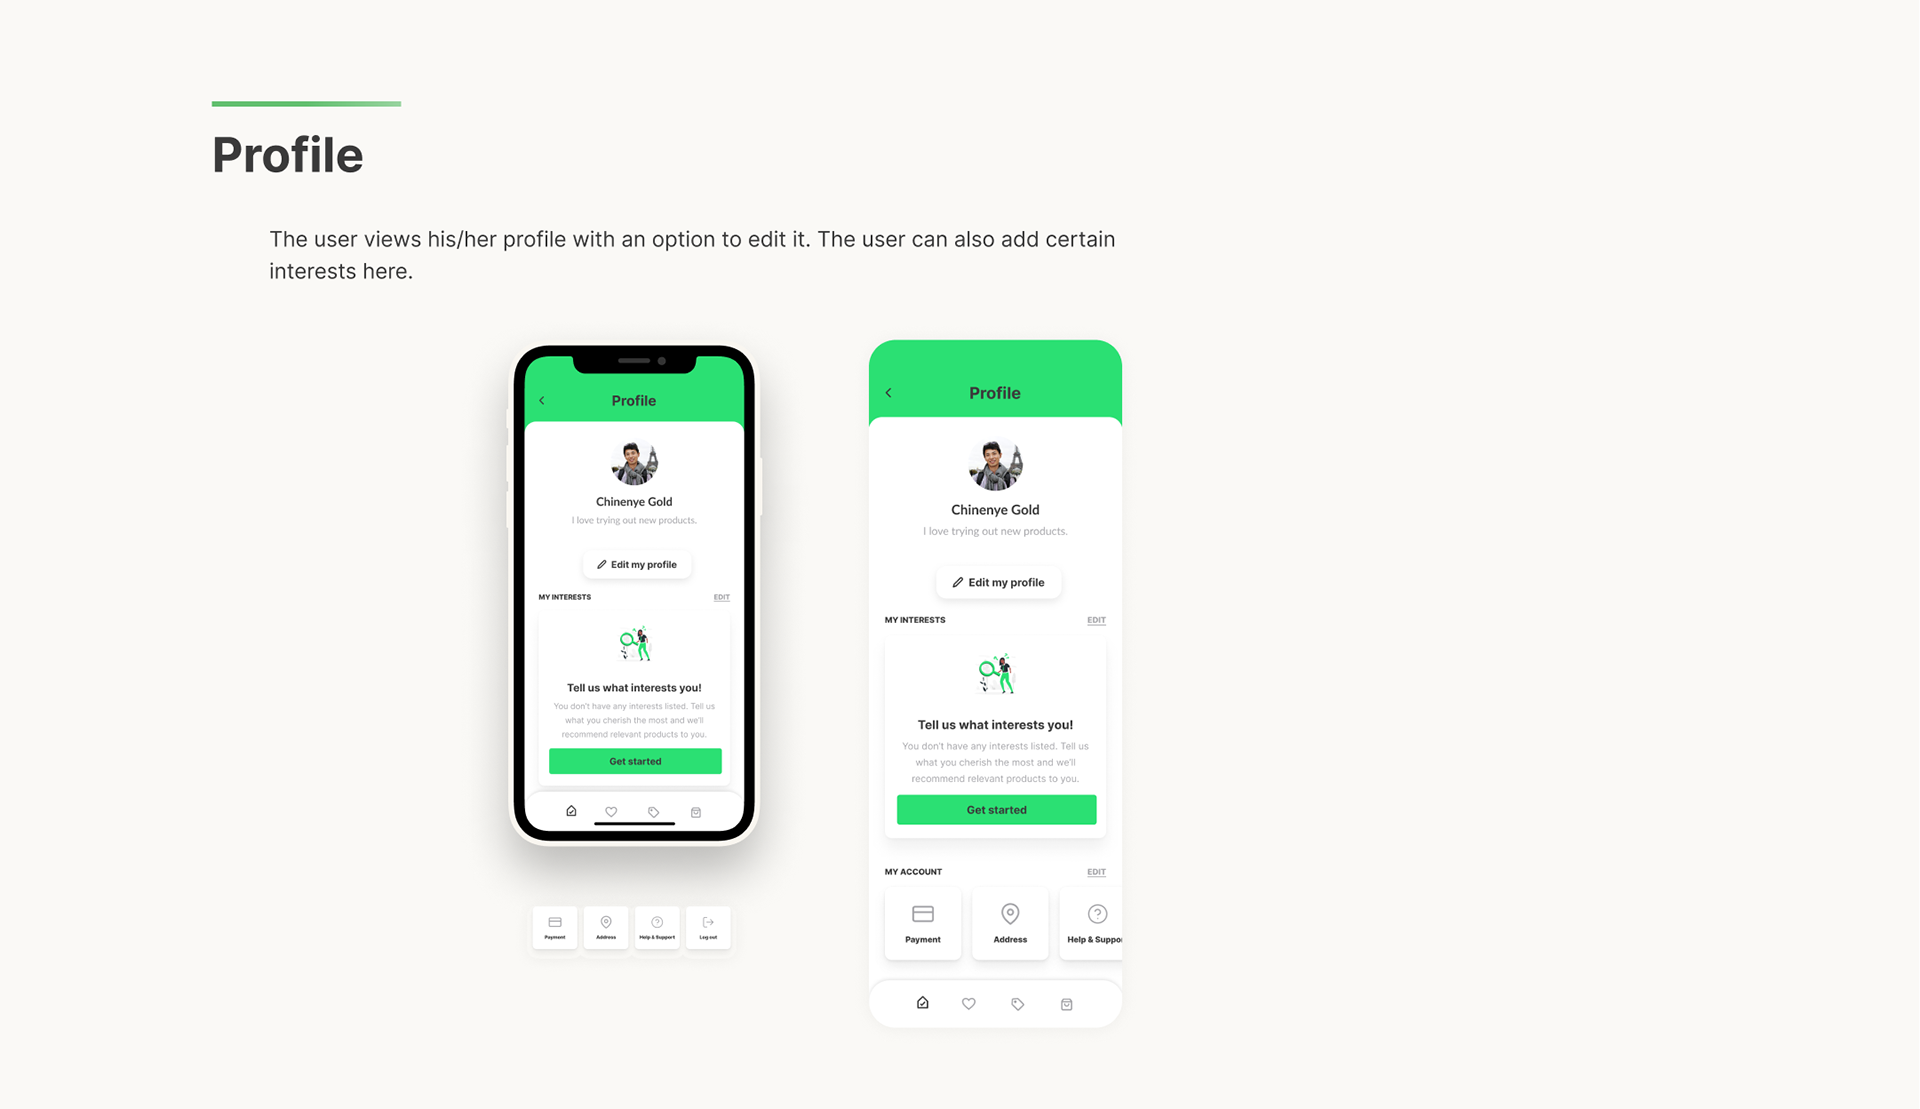 Profile
The user views his/her profile with an option to edit it. The user can also add certain
interests here.
Profile
Chinenye Gold
I love trying out new products.
Edit my profile
MY INTERESTS EDIT
Tell us what interests you!
You don't have any interests listed. Tell us
what you cherish the most and we'll
recommend relevant products to you.
Get started
Payment Address Help & Support Log out
Profile
Chinenye Gold
I love trying out new products.
Edit my profile
MY INTERESTS EDIT
Tell us what interests you!
You don't have any interests listed. Tell us
what you cherish the most and we'll
recommend relevant products to you.
Get started
MY ACCOUNT EDIT
Payment Address Help & Suppo